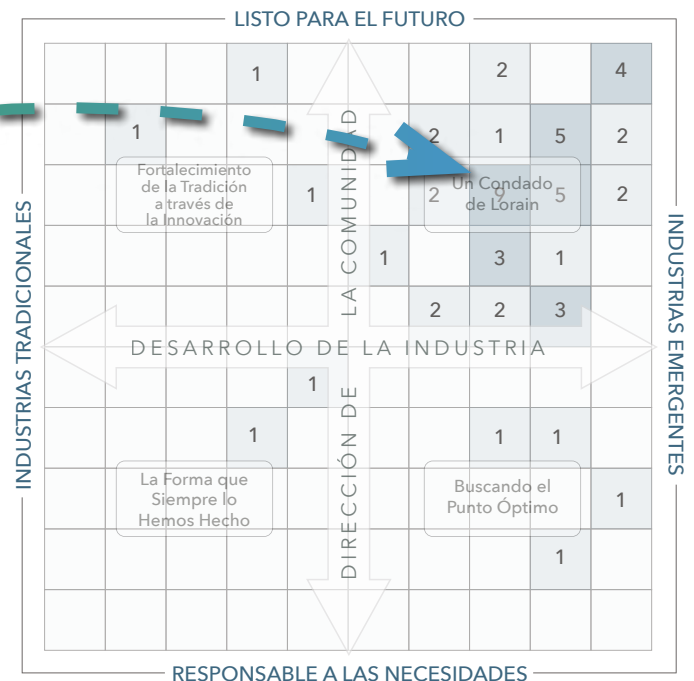 LISTO PARA EL FUTURO
1 2 4
1 2 1 5 2
Fortalecimiento
de la Tradición
a través de
la Innovación
1 2 9 5 2
Un Condado
de Lorain
1 3 1
2 2 3
DESARROLLO DE LA INDUSTRIA
DIRECCIÓN DE LA COMUNIDAD
INDUSTRIAS TRADICIONALES
INDUSTRIAS EMERGENTES
1
1 1 1
La Forma que
Siempre lo
Hemos Hecho
Buscando el
Punto Óptimo
1
1
RESPONSABLE A LAS NECESIDADES